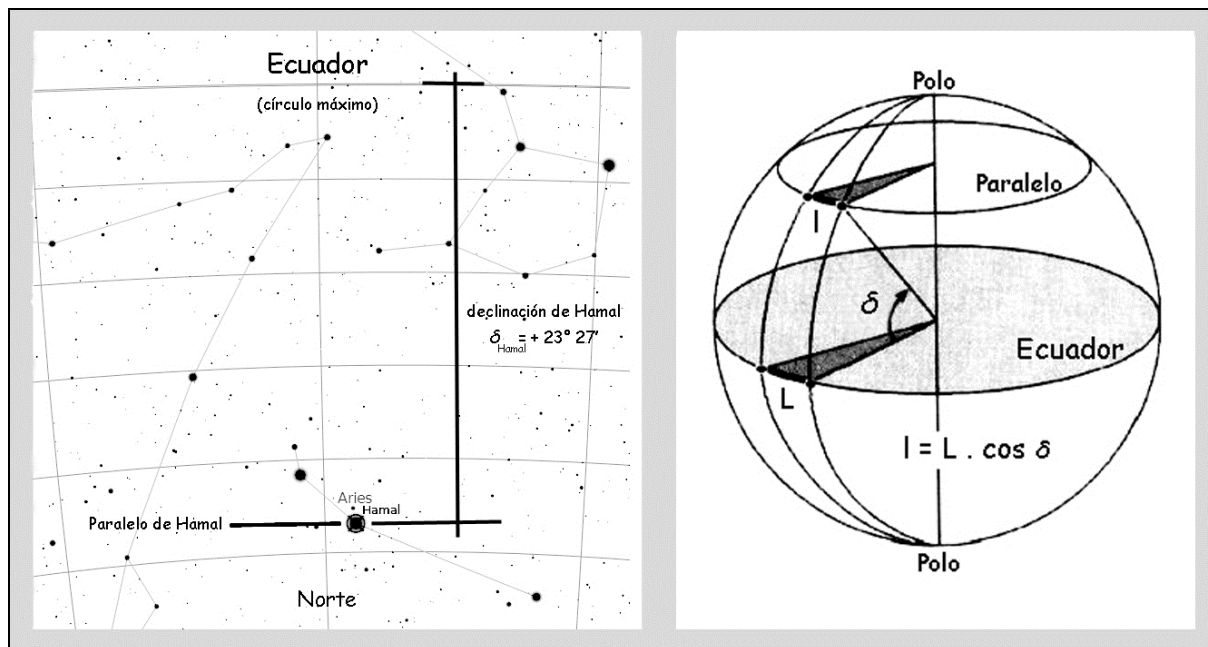 Ecuador
(círculo máximo)
declinación de Hamal
δHamal = + 23° 27'
Aries
Hamal
Paralelo de Hamal
Norte
Polo
Paralelo
l
δ
Ecuador
L
l = L . cos δ
Polo